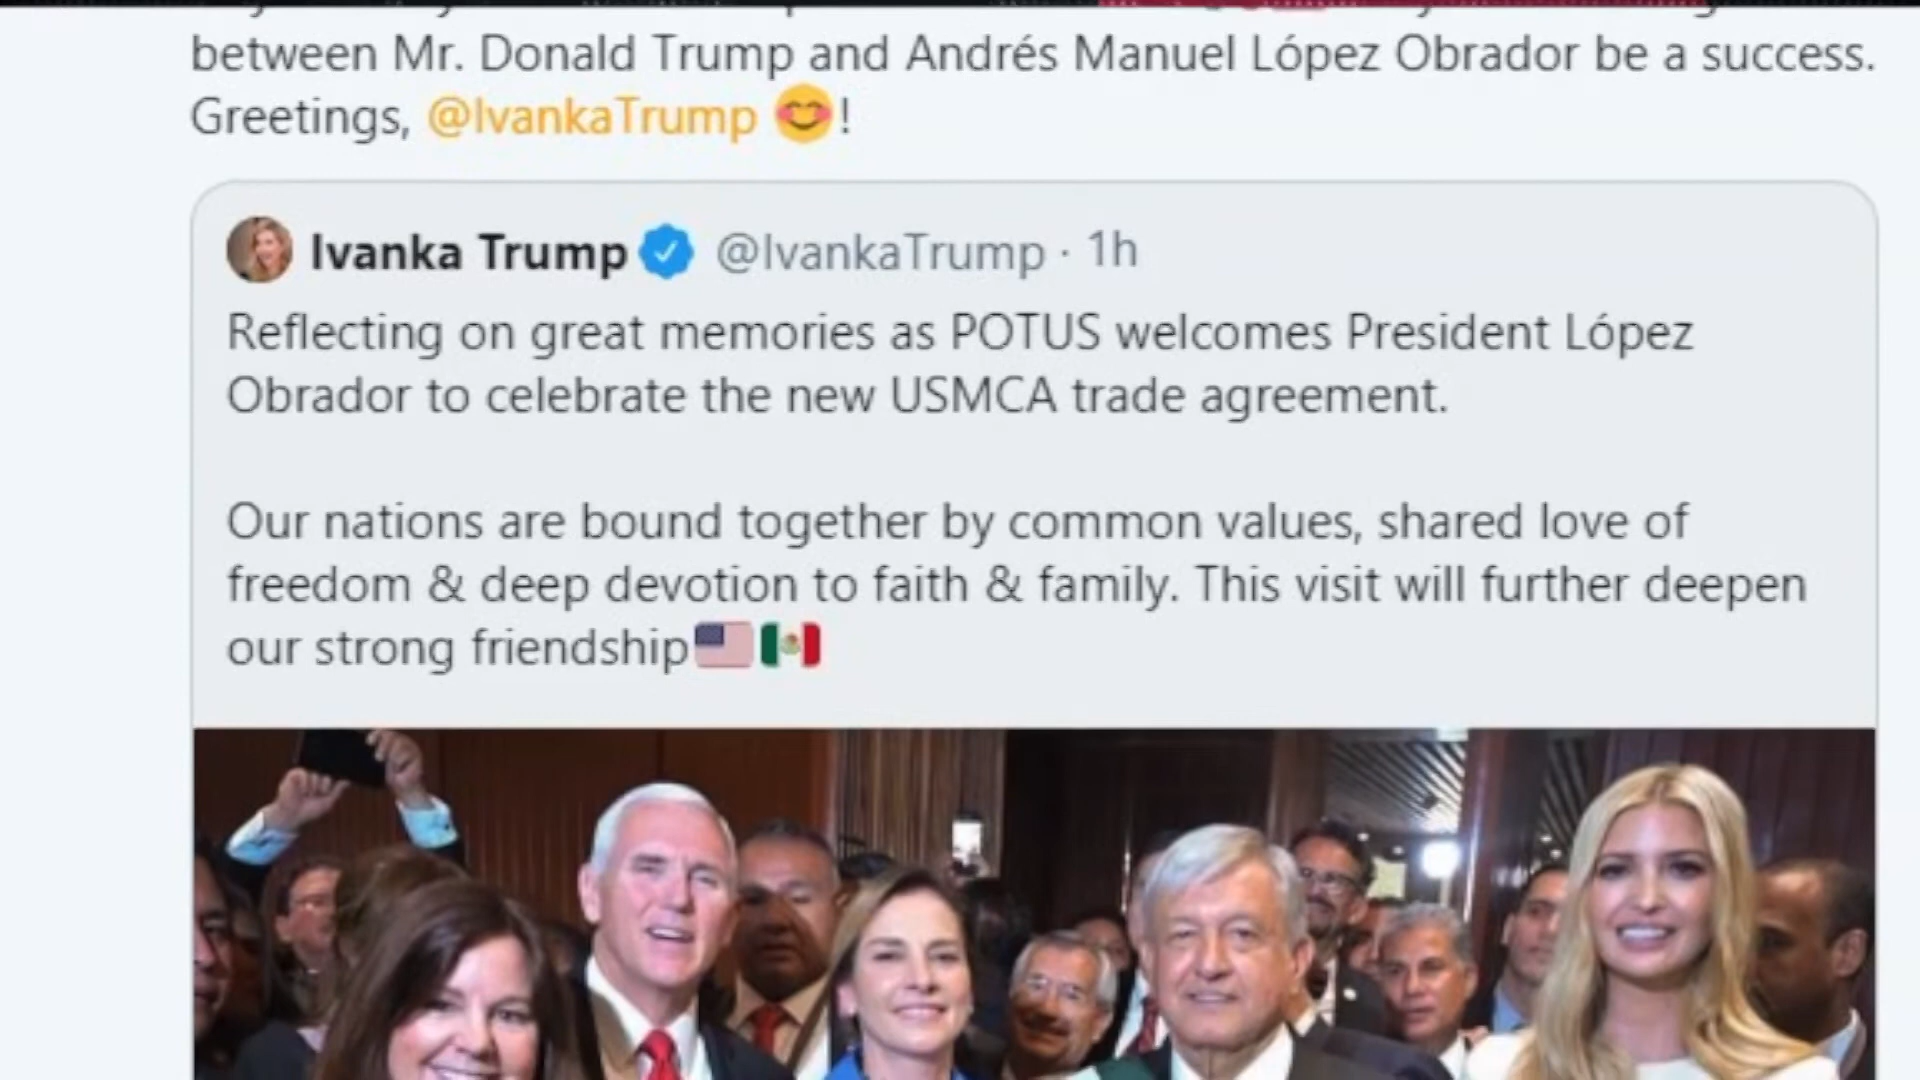 between Mr. Donald Trump and Andrés Manuel López Obrador be a success.
Greetings, @IvankaTrump 😊!
Ivanka Trump @IvankaTrump · 1h
Reflecting on great memories as POTUS welcomes President López
Obrador to celebrate the new USMCA trade agreement.
Our nations are bound together by common values, shared love of
freedom & deep devotion to faith & family. This visit will further deepen
our strong friendship🇺🇸🇲🇽